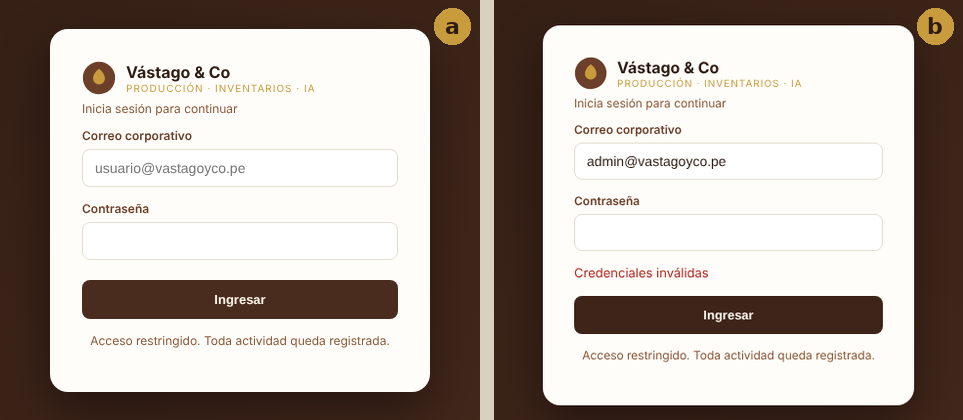 a
Vástago & Co
PRODUCCIÓN · INVENTARIOS · IA
Inicia sesión para continuar
Correo corporativo
usuario@vastagoyco.pe
Contraseña
Ingresar
Acceso restringido. Toda actividad queda registrada.
b
Vástago & Co
PRODUCCIÓN · INVENTARIOS · IA
Inicia sesión para continuar
Correo corporativo
admin@vastagoyco.pe
Contraseña
Credenciales inválidas
Ingresar
Acceso restringido. Toda actividad queda registrada.